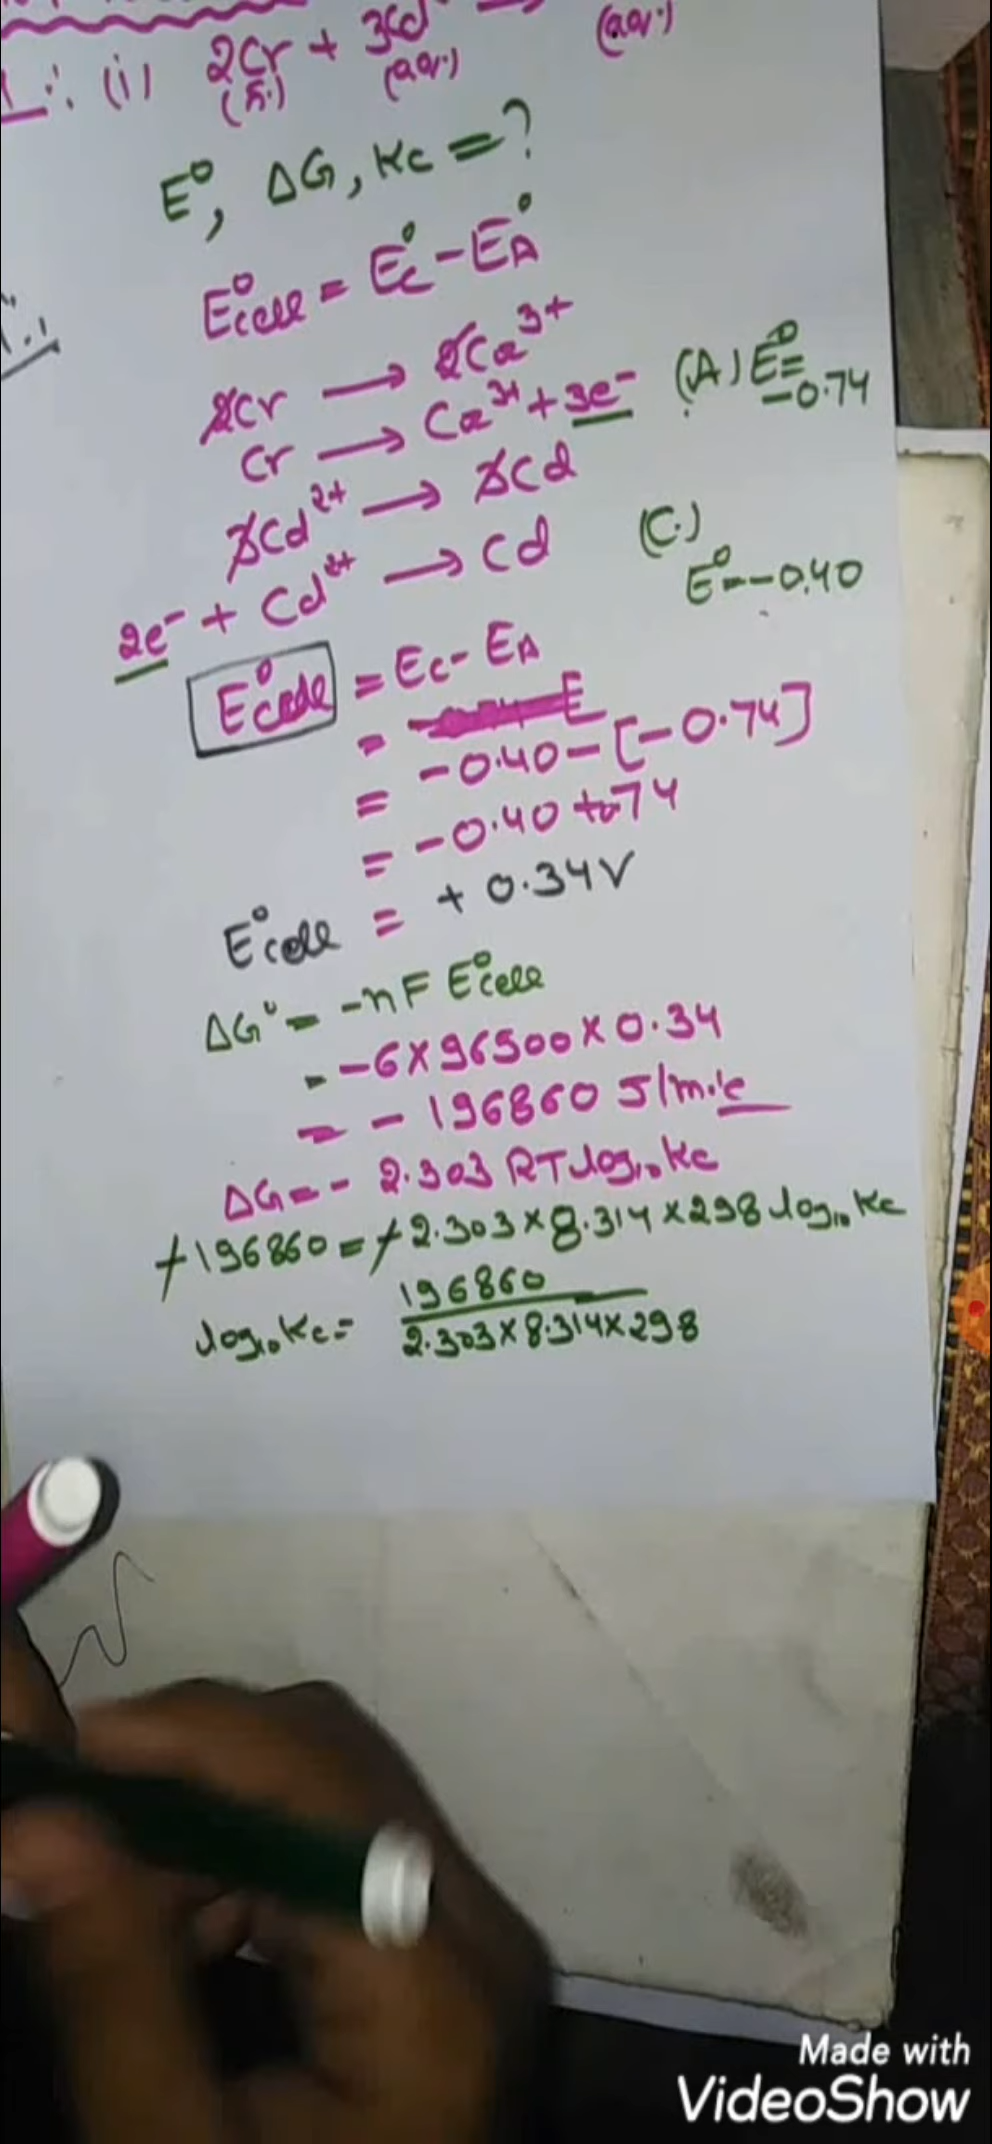 1. (i) 2Cr + 3Cd →
(s.) (aq.) (aq.)
E°, ΔG, Kc = ?
E°cell = E°c - E°A
2Cr → 2Cr³⁺
Cr → Cr³⁺ + 3e⁻ (A) E° = -0.74
3Cd²⁺ → 3Cd
2e⁻ + Cd²⁺ → Cd (C.)
E° = -0.40
E°cell = Ec - EA
=
= -0.40 - [-0.74]
= -0.40 + 0.74
E°cell = + 0.34V
ΔG° = -nF E°cell
= -6 × 96500 × 0.34
= - 196860 J/mole
ΔG = - 2.303 RT log₁₀ Kc
-196860 = -2.303 × 8.314 × 298 log₁₀ Kc
log₁₀ Kc = 196860
2.303 × 8.314 × 298
Made with
VideoShow